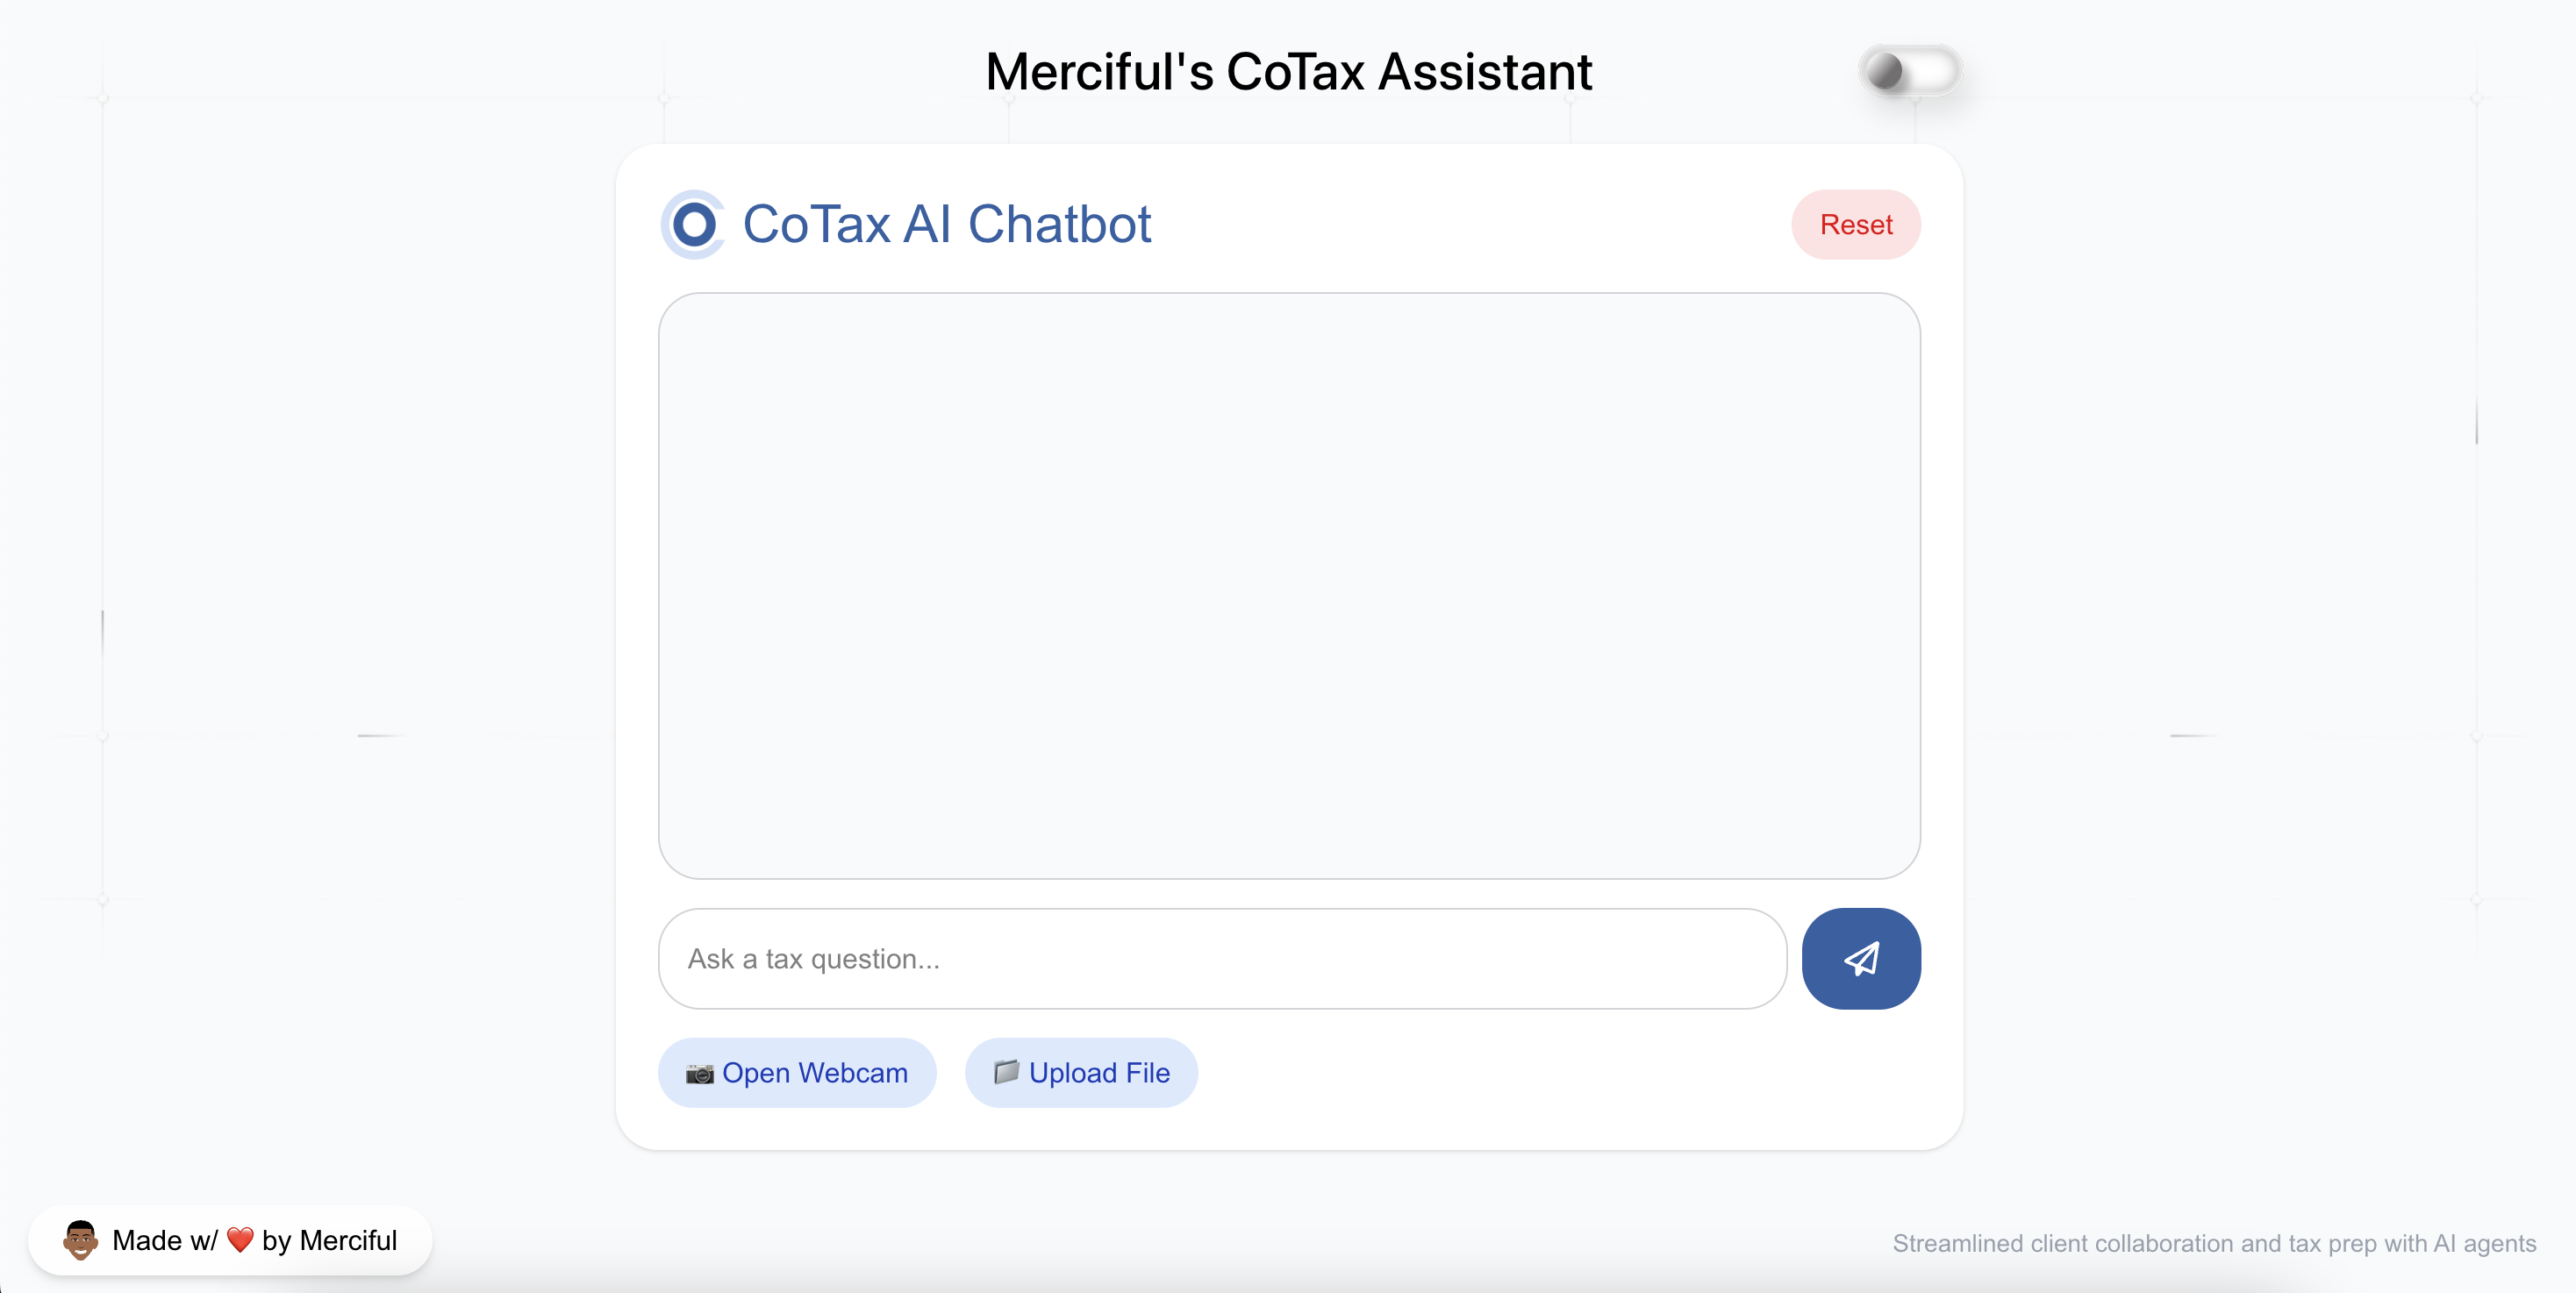 Merciful's CoTax Assistant
CoTax AI Chatbot
Reset
Ask a tax question...
📷 Open Webcam
📁 Upload File
Made w/ ❤️ by Merciful
Streamlined client collaboration and tax prep with AI agents